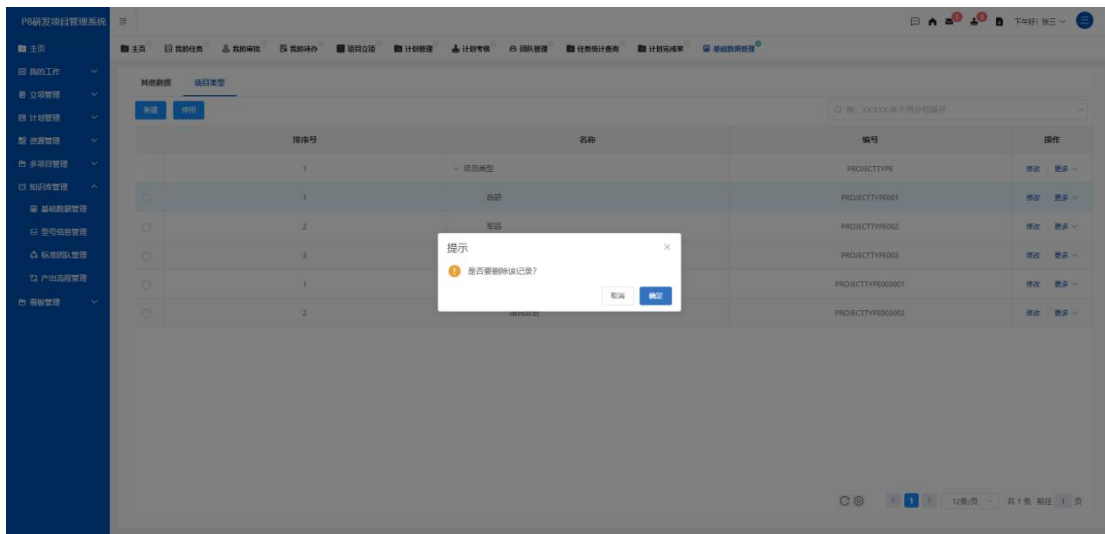 P8研发项目管理系统
1 3 下午好! 张三 三
主页 我的任务 我的审批 我的待办 项目立项 计划管理 计划考核 团队管理 任务统计查询 计划完成率 基础数据管理
主页
我的工作
立项管理
计划管理
资源管理
多项目管理
知识库管理
基础数据管理
型号信息管理
标准团队管理
产出流程管理
看板管理
其他数据 项目类型
新建 停用
排序号 名称 编号 操作
1 项目类型 PROJECTTYPE 修改 更多
1 自研 PROJECTTYPE001 修改 更多
2 军品 PROJECTTYPE002 修改 更多
3 PROJECTTYPE003 修改 更多
1 PROJECTTYPE003001 修改 更多
2 PROJECTTYPE003002 修改 更多
提示 ×
是否要删除该记录?
取消 确定
1 12条/页 共 1 条 前往 1 页